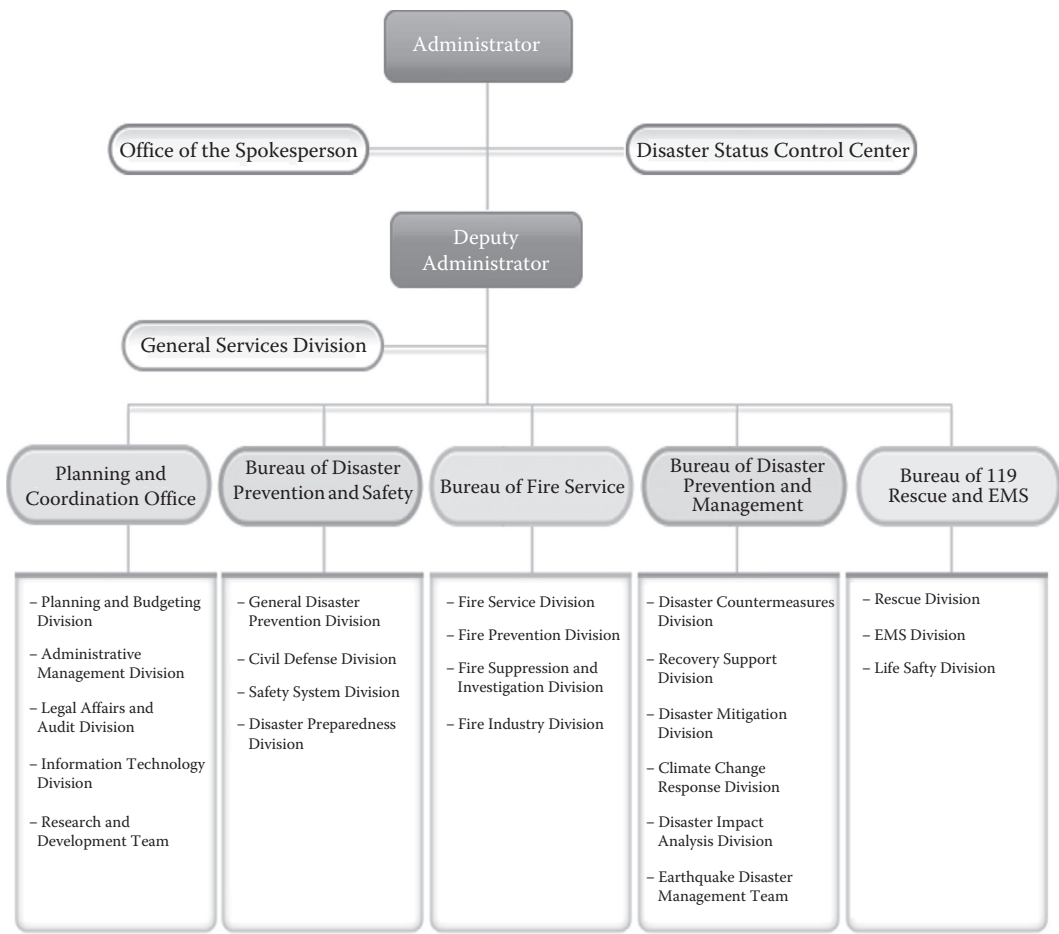 Administrator
Office of the Spokesperson
Disaster Status Control Center
Deputy
Administrator
General Services Division
Planning and
Coordination Office
Bureau of Disaster
Prevention and Safety
Bureau of Fire Service
Bureau of Disaster
Prevention and
Management
Bureau of 119
Rescue and EMS
– Planning and Budgeting
Division
– Administrative
Management Division
– Legal Affairs and
Audit Division
– Information Technology
Division
– Research and
Development Team
– General Disaster
Prevention Division
– Civil Defense Division
– Safety System Division
– Disaster Preparedness
Division
– Fire Service Division
– Fire Prevention Division
– Fire Suppression and
Investigation Division
– Fire Industry Division
– Disaster Countermeasures
Division
– Recovery Support
Division
– Disaster Mitigation
Division
– Climate Change
Response Division
– Disaster Impact
Analysis Division
– Earthquake Disaster
Management Team
– Rescue Division
– EMS Division
– Life Safty Division